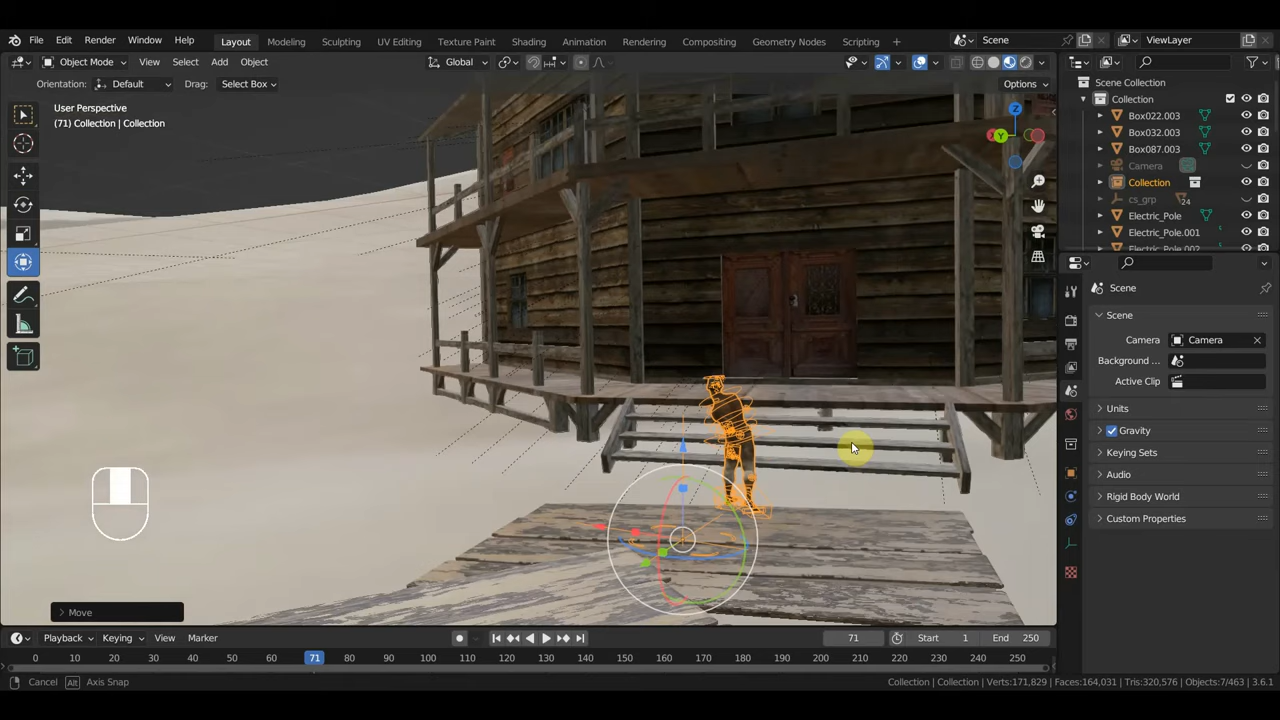 File Edit Render Window Help Layout Modeling Sculpting UV Editing Texture Paint Shading Animation Rendering Compositing Geometry Nodes Scripting + Scene ViewLayer
Object Mode View Select Add Object Global
Orientation: Default Drag: Select Box Options
User Perspective
(71) Collection | Collection
Z
X
Y
Scene Collection
Collection
Box022.003
Box032.003
Box087.003
Camera
Collection
cs_grp 24
Electric_Pole
Electric_Pole.001
Electric_Pole.002
Scene
Scene
Camera Camera
Background ...
Active Clip
Units
Gravity
Keying Sets
Audio
Rigid Body World
Custom Properties
Move
Playback Keying View Marker 71 Start 1 End 250
0 10 20 30 40 50 60 71 80 90 100 110 120 130 140 150 160 170 180 190 200 210 220 230 240 250
Cancel Alt Axis Snap Collection | Collection | Verts:171,829 | Faces:164,031 | Tris:320,576 | Objects:7/463 | 3.6.1